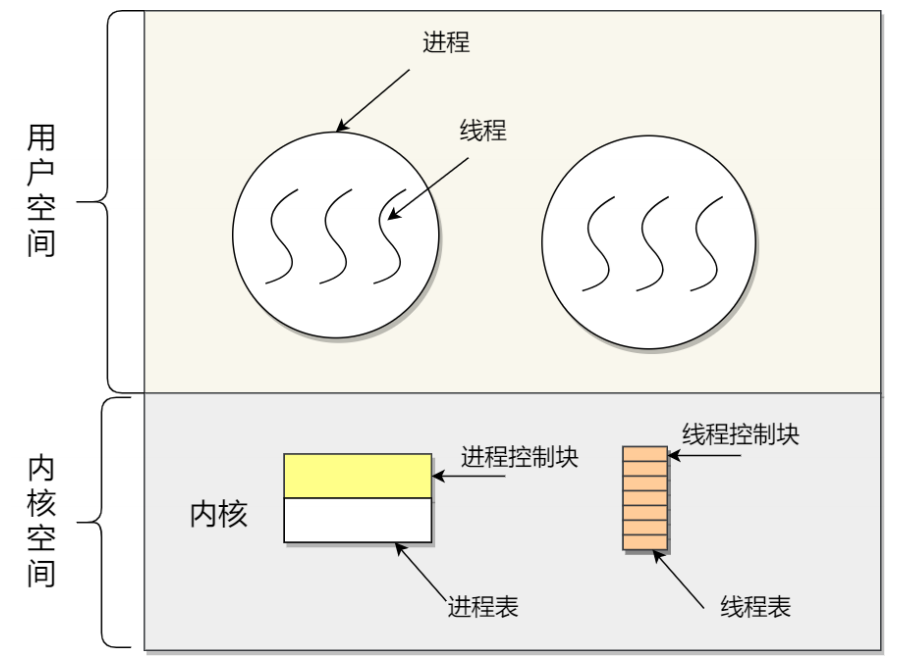 进程
线程
用户空间
线程控制块
进程控制块
内核
内核空间
进程表
线程表